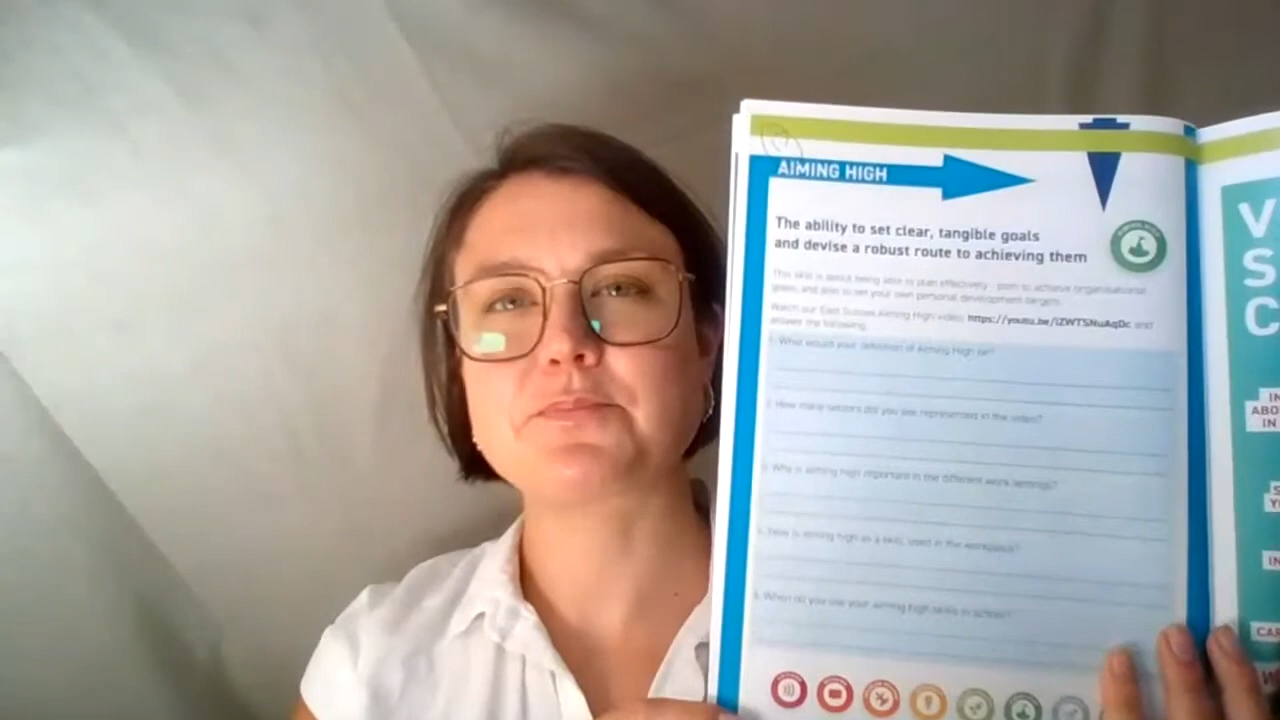 AIMING HIGH
The ability to set clear, tangible goals
and devise a robust route to achieving them
This skill is about being able to plan effectively - both to achieve organisational
goals, and also to set your own personal development targets.
Watch our East Sussex Aiming High video: https://youtu.be/iZWTSNuAqDc and
answer the following:
1. What would your definition of Aiming High be?
2. How many sectors did you see represented in the video?
3. Why is aiming high important in the different work settings?
4. How is aiming high as a skill used in the workplace?
5. When do you use your aiming high skills in school?
V
S
C
IN
ABO
IN
S
Y
IN
CAR
W